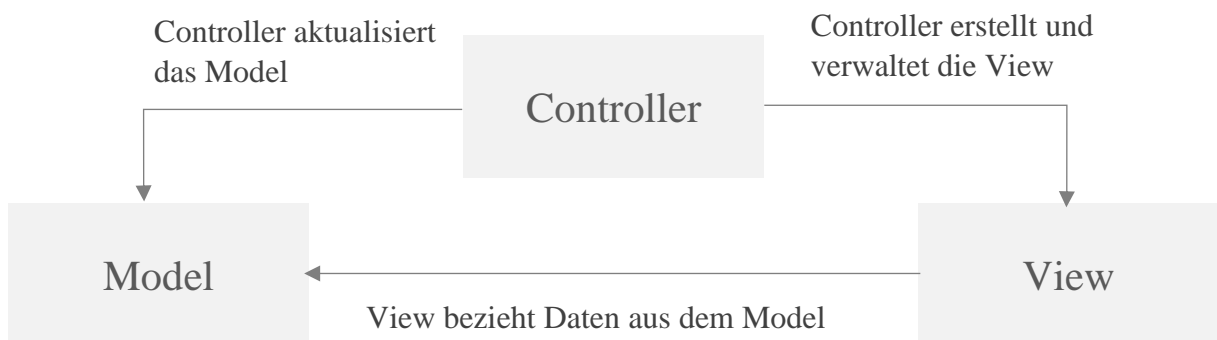 Controller aktualisiert
das Model
Controller erstellt und
verwaltet die View
Controller
Model
View
View bezieht Daten aus dem Model